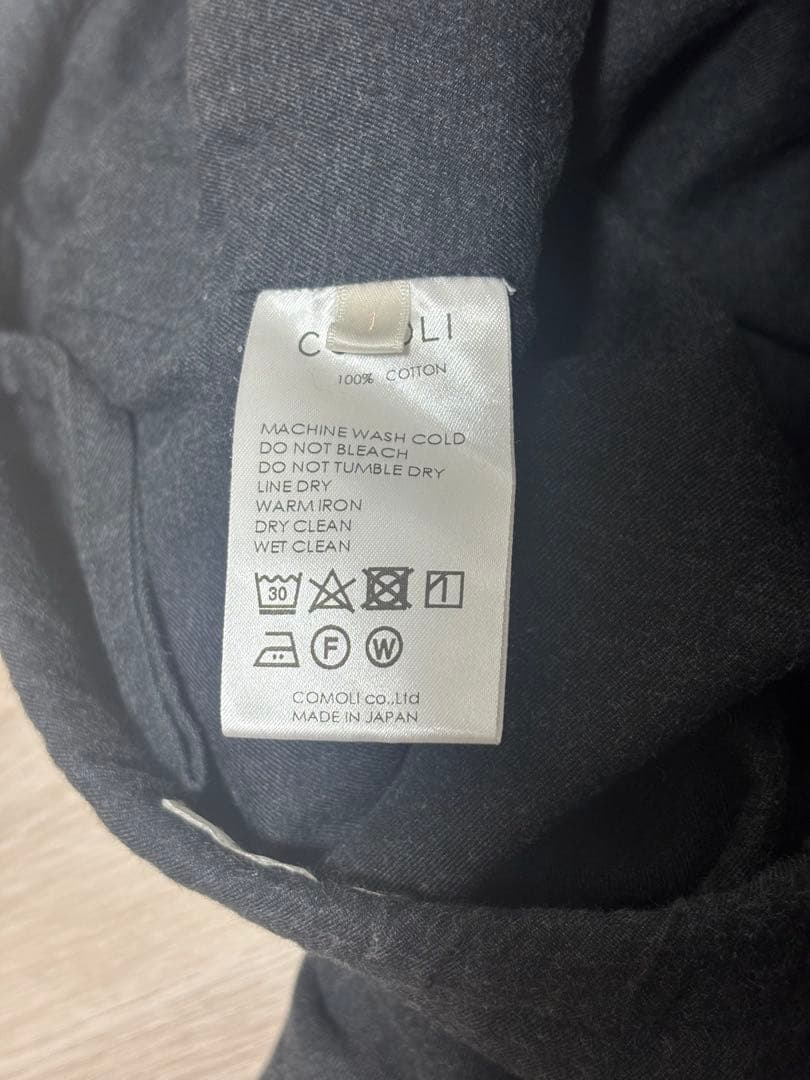 1
100% COTTON
MACHINE WASH COLD
DO NOT BLEACH
DO NOT TUMBLE DRY
LINE DRY
WARM IRON
DRY CLEAN
WET CLEAN
30
F W
COMOLI co.,Ltd
MADE IN JAPAN